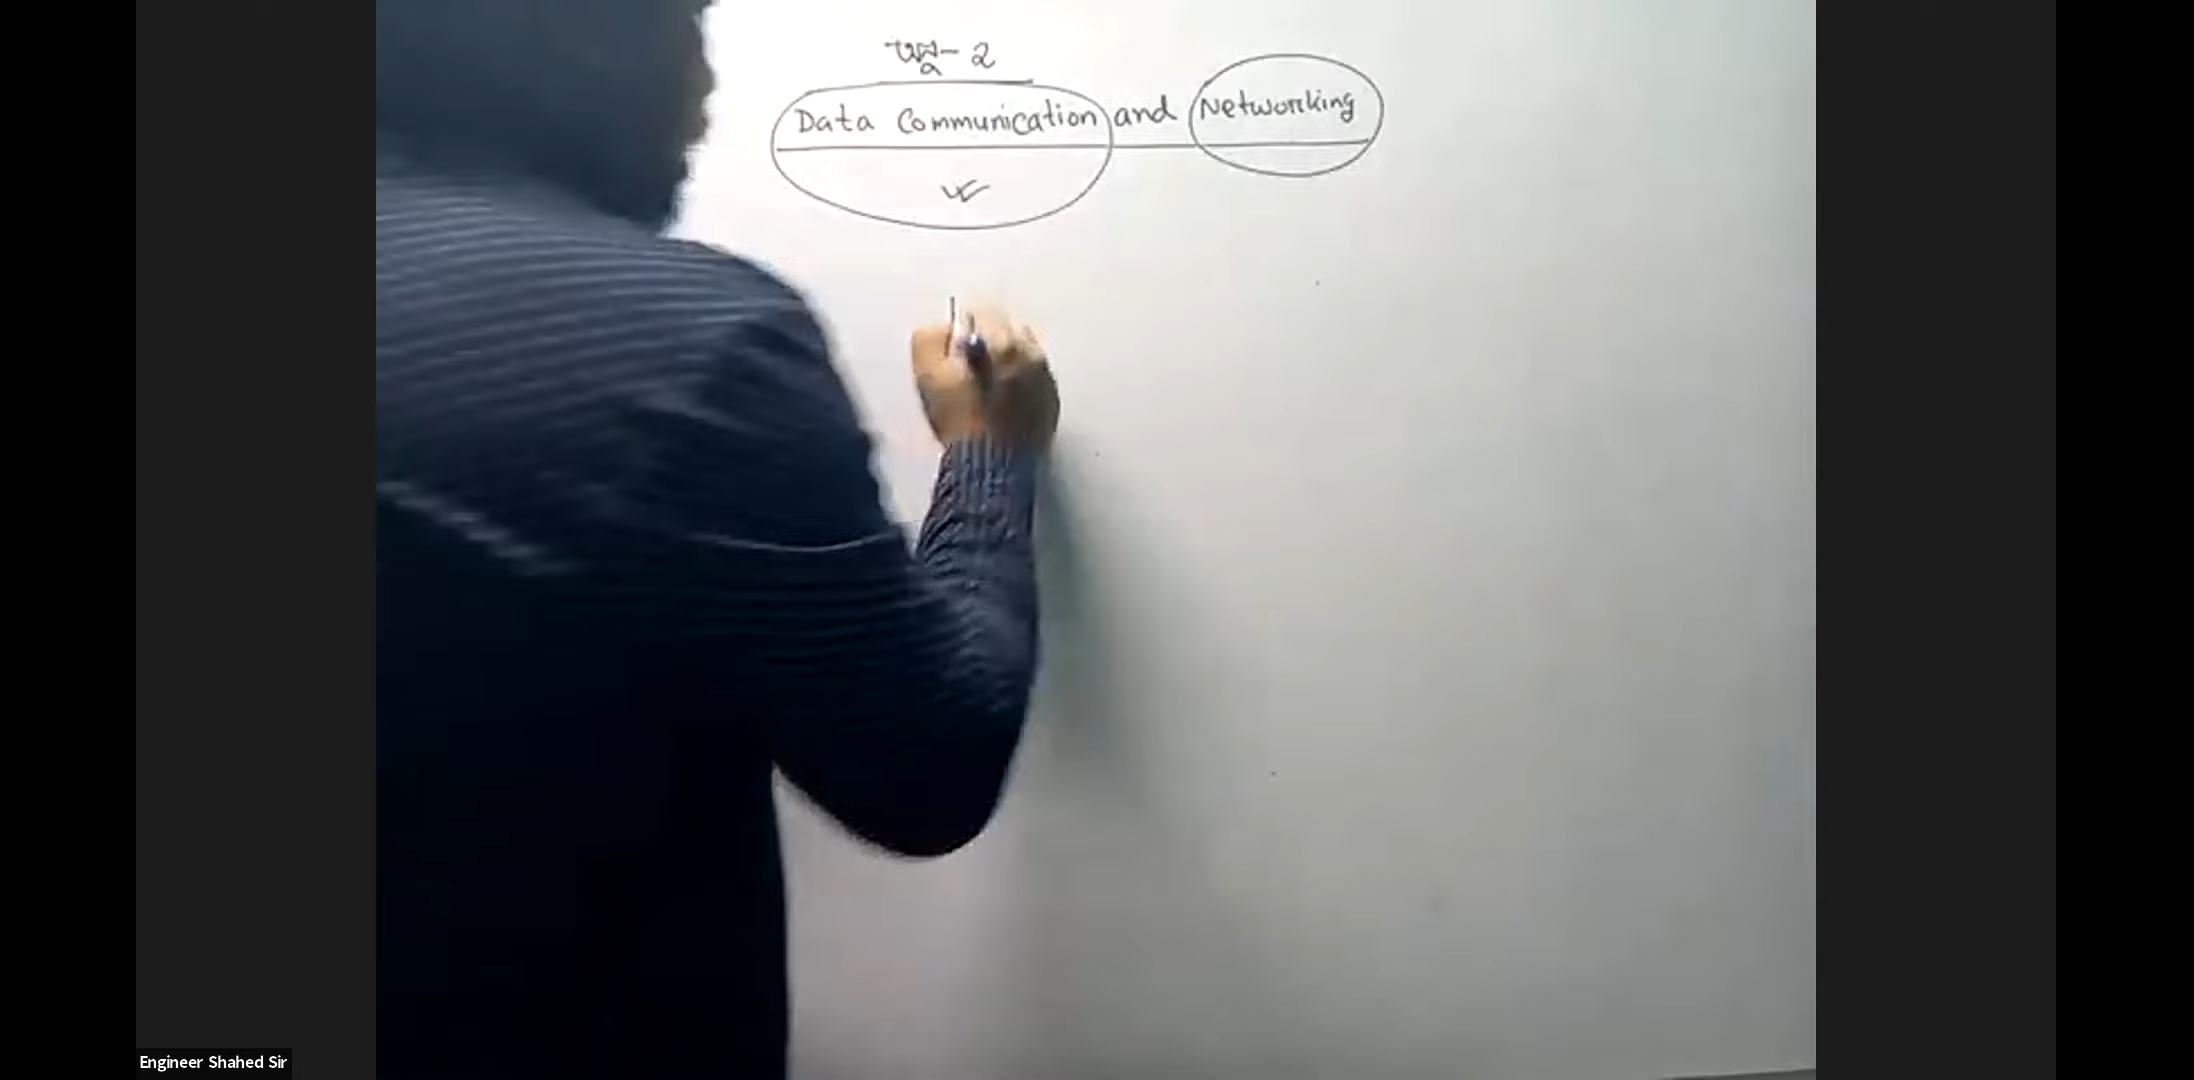 Data Communication and Networking
Engineer Shahed Sir